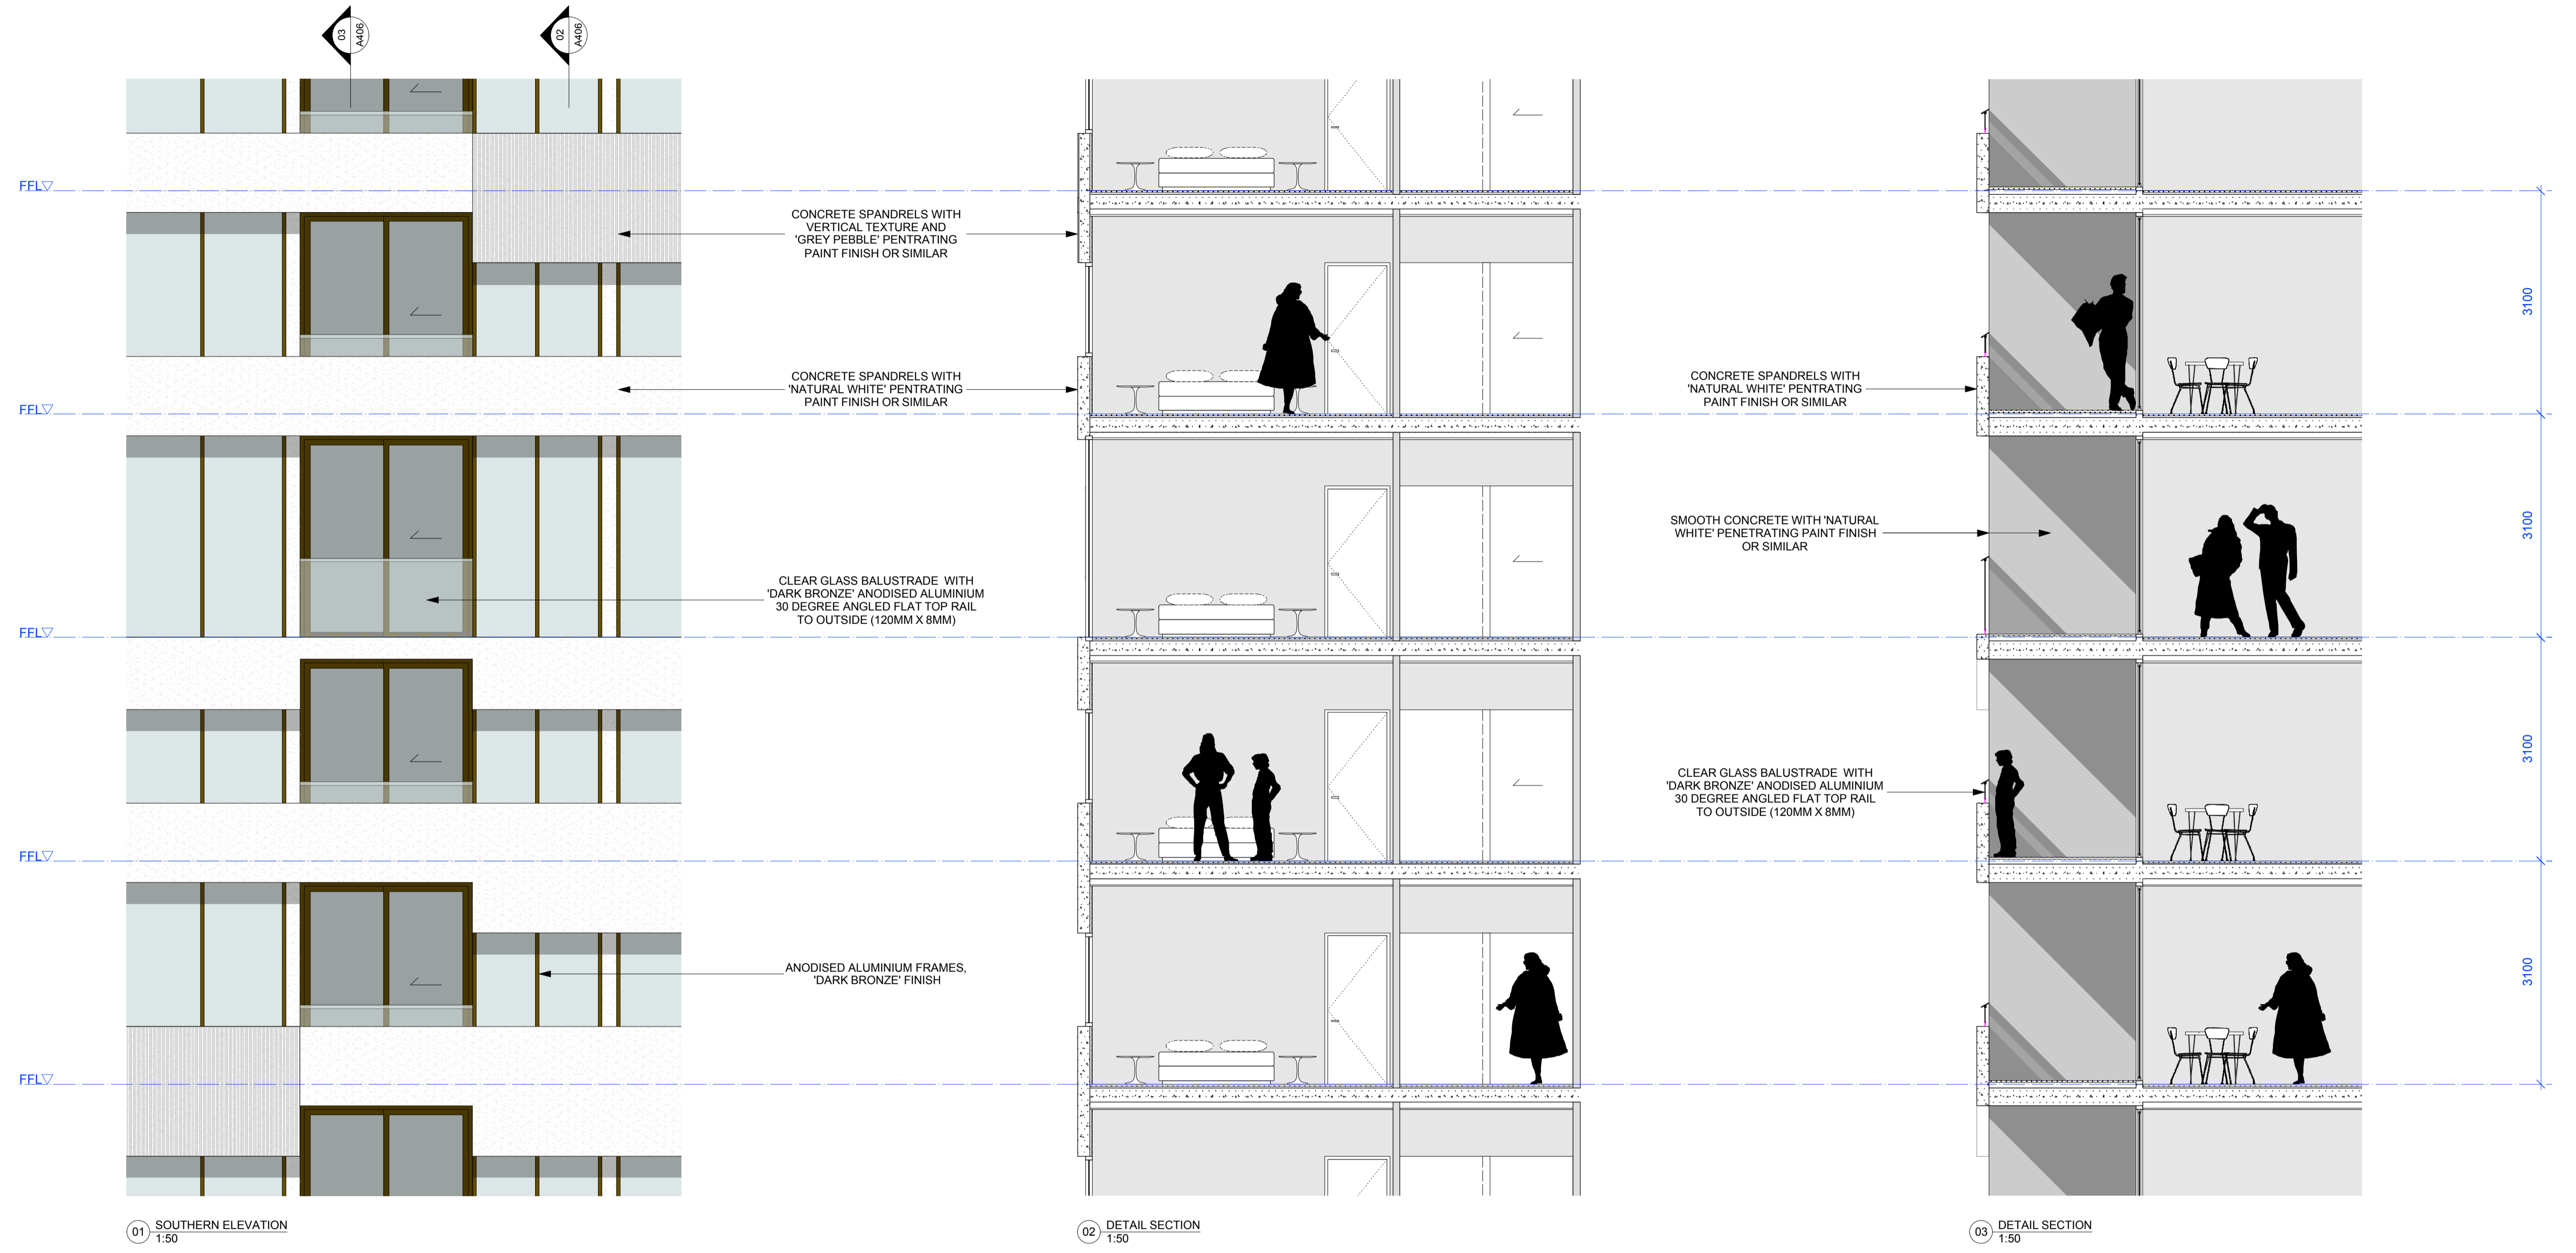 03
A406
02
A406
FFL
CONCRETE SPANDRELS WITH
VERTICAL TEXTURE AND
'GREY PEBBLE' PENTRATING
PAINT FINISH OR SIMILAR
3100
CONCRETE SPANDRELS WITH
'NATURAL WHITE' PENTRATING
PAINT FINISH OR SIMILAR
CONCRETE SPANDRELS WITH
'NATURAL WHITE' PENTRATING
PAINT FINISH OR SIMILAR
FFL
3100
SMOOTH CONCRETE WITH 'NATURAL
WHITE' PENETRATING PAINT FINISH
OR SIMILAR
CLEAR GLASS BALUSTRADE WITH
'DARK BRONZE' ANODISED ALUMINIUM
30 DEGREE ANGLED FLAT TOP RAIL
TO OUTSIDE (120MM X 8MM)
FFL
3100
CLEAR GLASS BALUSTRADE WITH
'DARK BRONZE' ANODISED ALUMINIUM
30 DEGREE ANGLED FLAT TOP RAIL
TO OUTSIDE (120MM X 8MM)
FFL
3100
ANODISED ALUMINIUM FRAMES,
'DARK BRONZE' FINISH
FFL
01
SOUTHERN ELEVATION
1:50
02
DETAIL SECTION
1:50
03
DETAIL SECTION
1:50